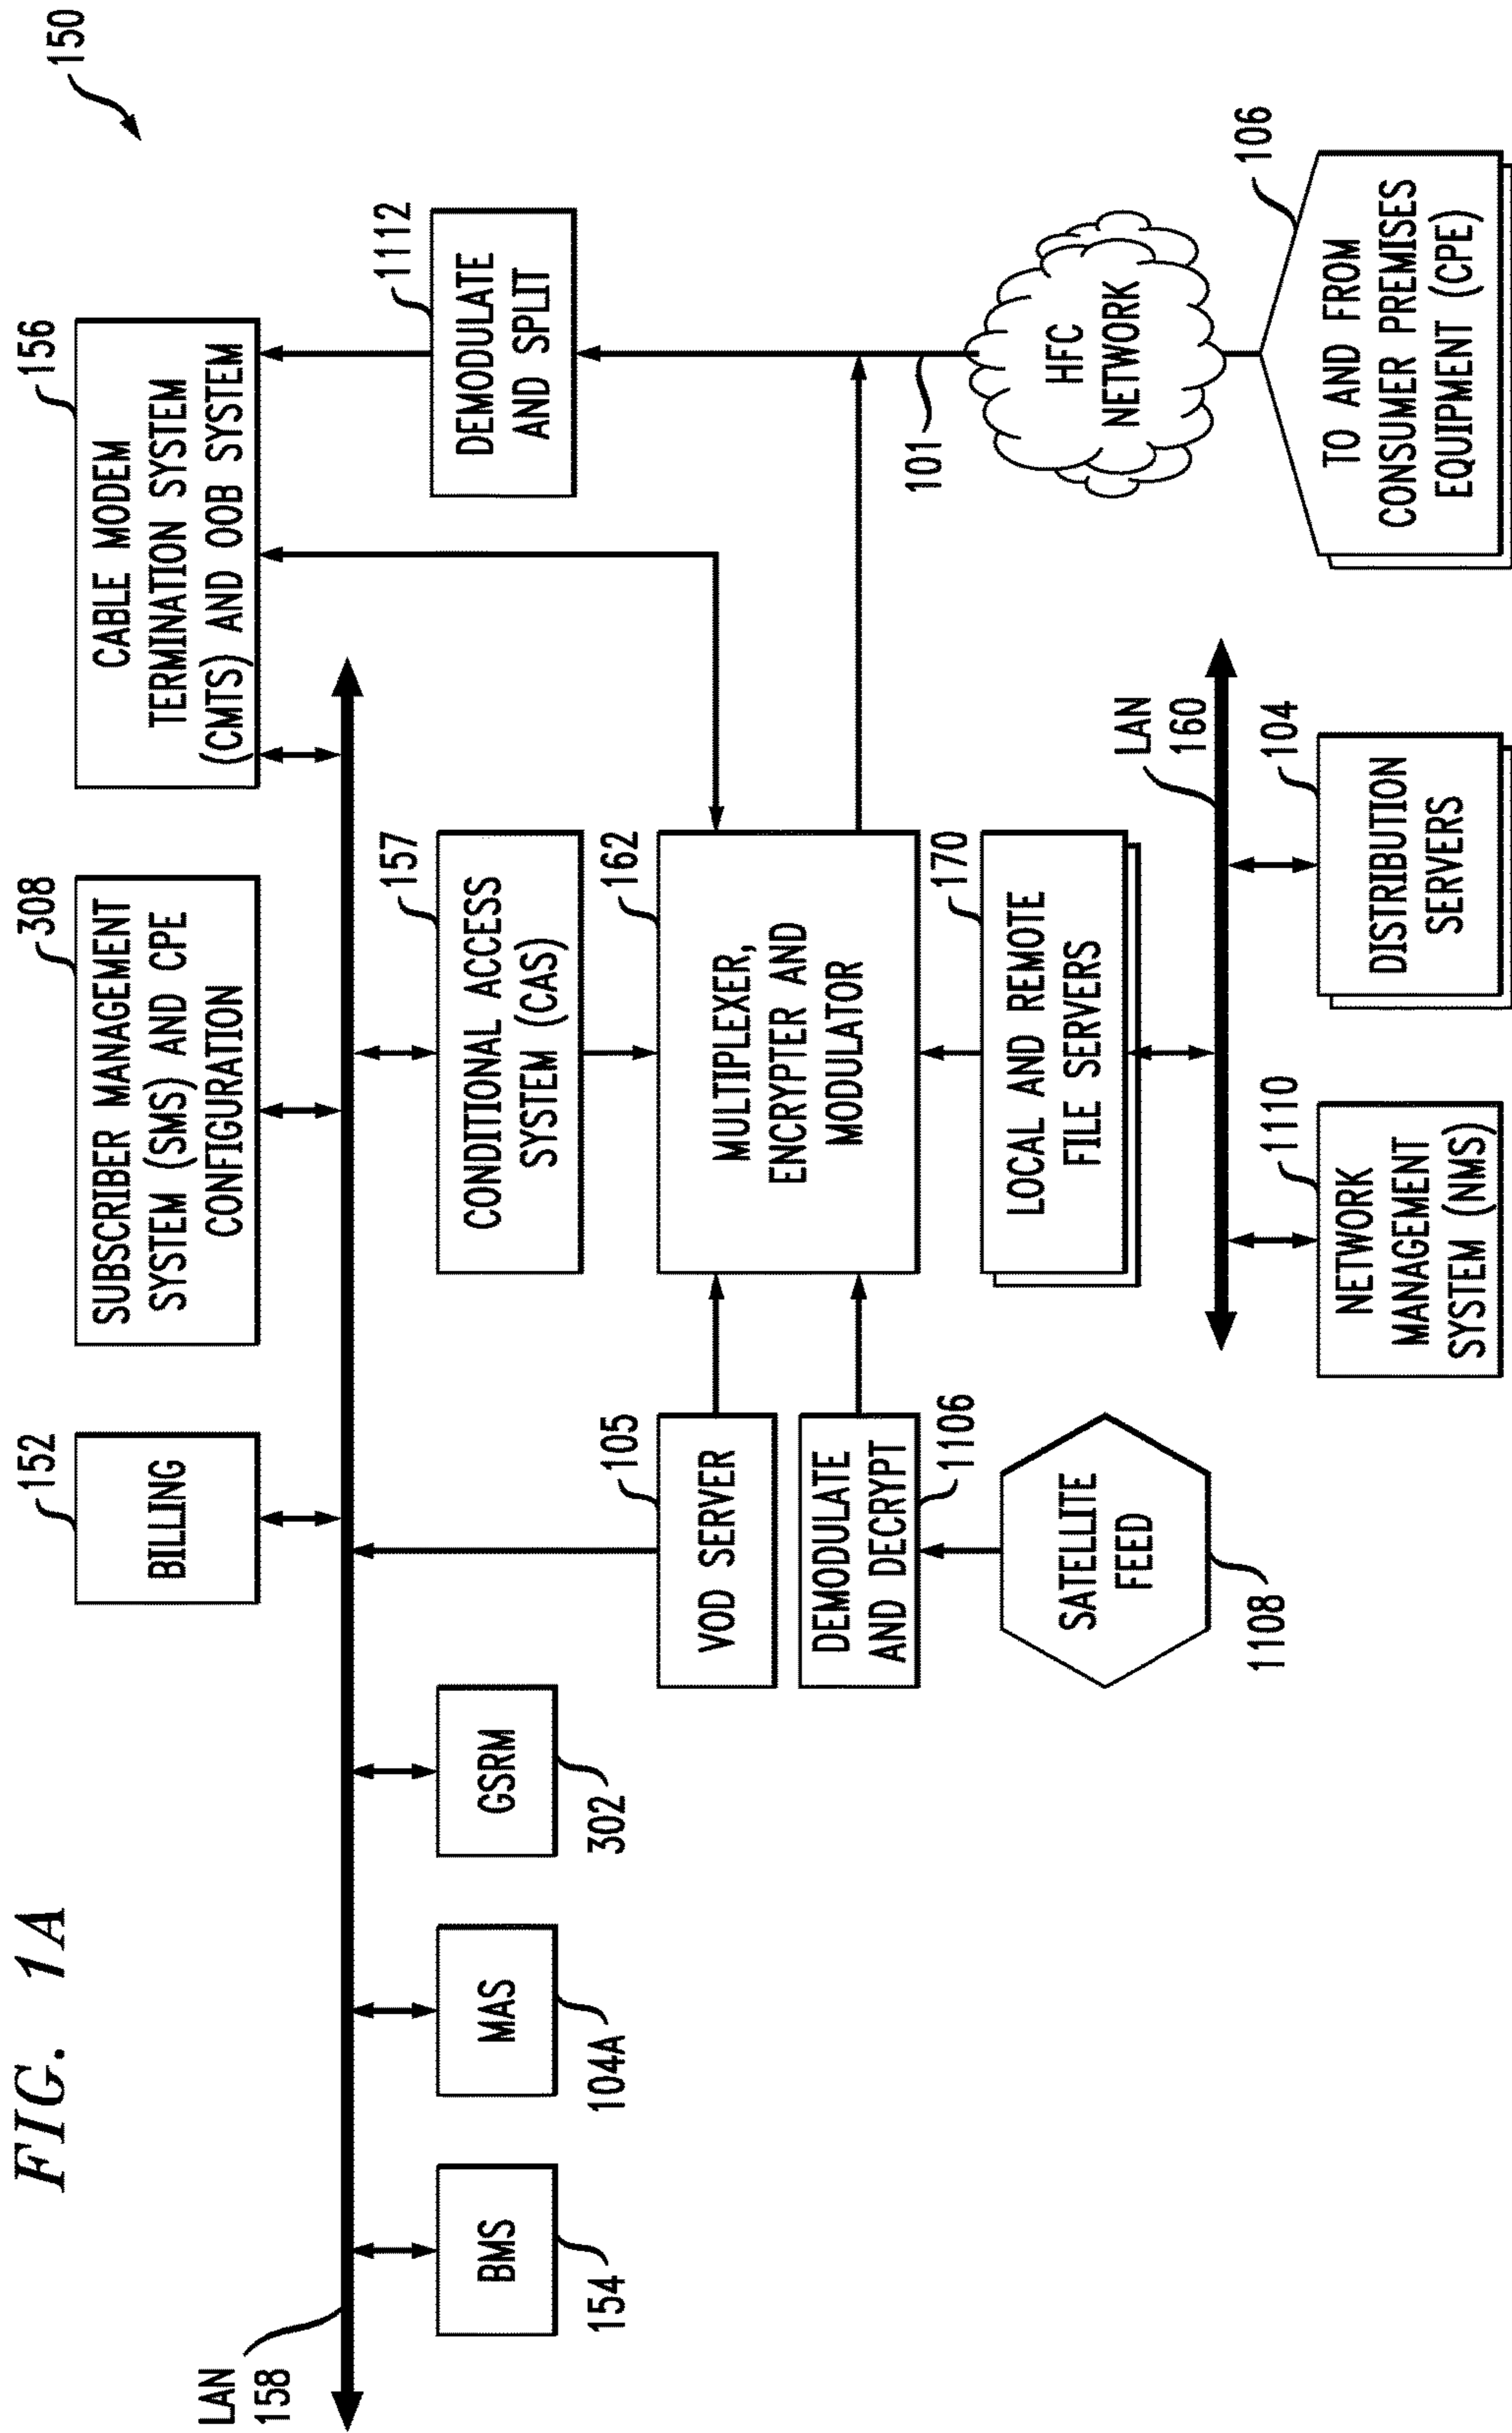 FIG. 1A
150
152
BILLING
308
SUBSCRIBER MANAGEMENT
SYSTEM (SMS) AND CPE
CONFIGURATION
156
CABLE MODEM
TERMINATION SYSTEM
(CMTS) AND OOB SYSTEM
LAN
158
BMS
154
MAS
104A
GSRM
302
157
CONDITIONAL ACCESS
SYSTEM (CAS)
1112
DEMODULATE
AND SPLIT
105
VOD SERVER
162
MULTIPLEXER,
ENCRYPTER AND
MODULATOR
DEMODULATE
AND DECRYPT
1106
101
SATELLITE
FEED
1108
170
LOCAL AND REMOTE
FILE SERVERS
HFC
NETWORK
LAN
160
1110
NETWORK
MANAGEMENT
SYSTEM (NMS)
104
DISTRIBUTION
SERVERS
106
TO AND FROM
CONSUMER PREMISES
EQUIPMENT (CPE)